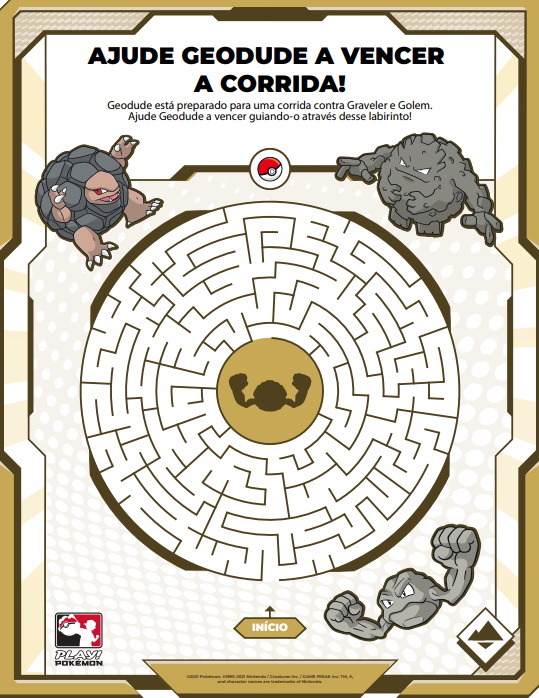 AJUDE GEODUDE A VENCER
A CORRIDA!
Geodude está preparado para uma corrida contra Graveler e Golem.
Ajude Geodude a vencer guiando-o através desse labirinto!
INÍCIO
PLAY!
POKÉMON
©2021 Pokémon. ©1995–2021 Nintendo / Creatures Inc. / GAME FREAK inc. TM, ®,
and character names are trademarks of Nintendo.